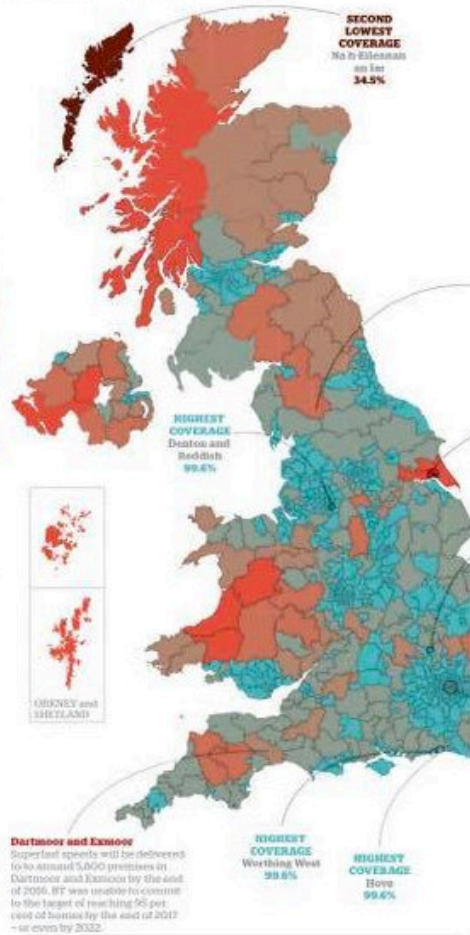 SECOND
LOWEST
COVERAGE
Na h-Eileanan
an Iar
34.5%
HIGHEST
COVERAGE
Denton and
Reddish
99.6%
ORKNEY and
SHETLAND
Dartmoor and Exmoor
Superfast speeds will be delivered
to to around 5,800 premises in
Dartmoor and Exmoor by the end
of 2016. BT was unable to commit
to the target of reaching 95 per
cent of homes by the end of 2017
– or even by 2022.
HIGHEST
COVERAGE
Worthing West
99.6%
HIGHEST
COVERAGE
Hove
99.6%